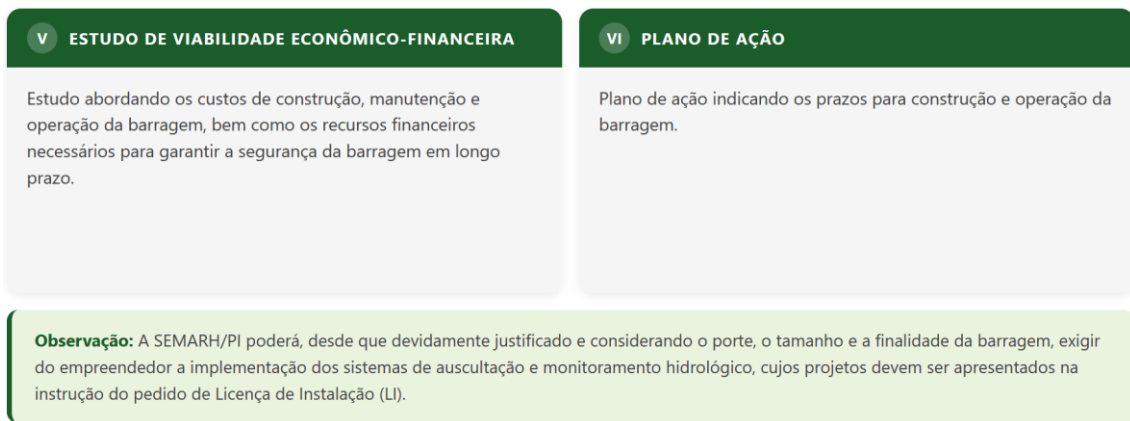 V ESTUDO DE VIABILIDADE ECONÔMICO-FINANCEIRA
Estudo abordando os custos de construção, manutenção e
operação da barragem, bem como os recursos financeiros
necessários para garantir a segurança da barragem em longo
prazo.
VI PLANO DE AÇÃO
Plano de ação indicando os prazos para construção e operação da
barragem.
Observação: A SEMARH/PI poderá, desde que devidamente justificado e considerando o porte, o tamanho e a finalidade da barragem, exigir
do empreendedor a implementação dos sistemas de auscultação e monitoramento hidrológico, cujos projetos devem ser apresentados na
instrução do pedido de Licença de Instalação (LI).